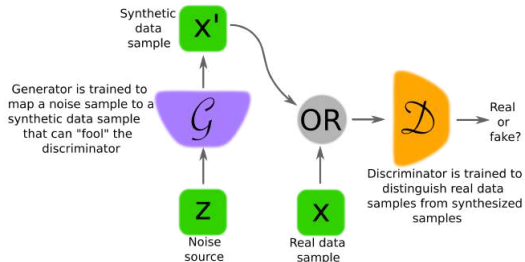 Synthetic
data
sample
x'
Generator is trained to
map a noise sample to a
synthetic data sample
that can "fool" the
discriminator
G
OR
D
Real
or
fake?
Discriminator is trained to
distinguish real data
samples from synthesized
samples
z
Noise
source
x
Real data
sample